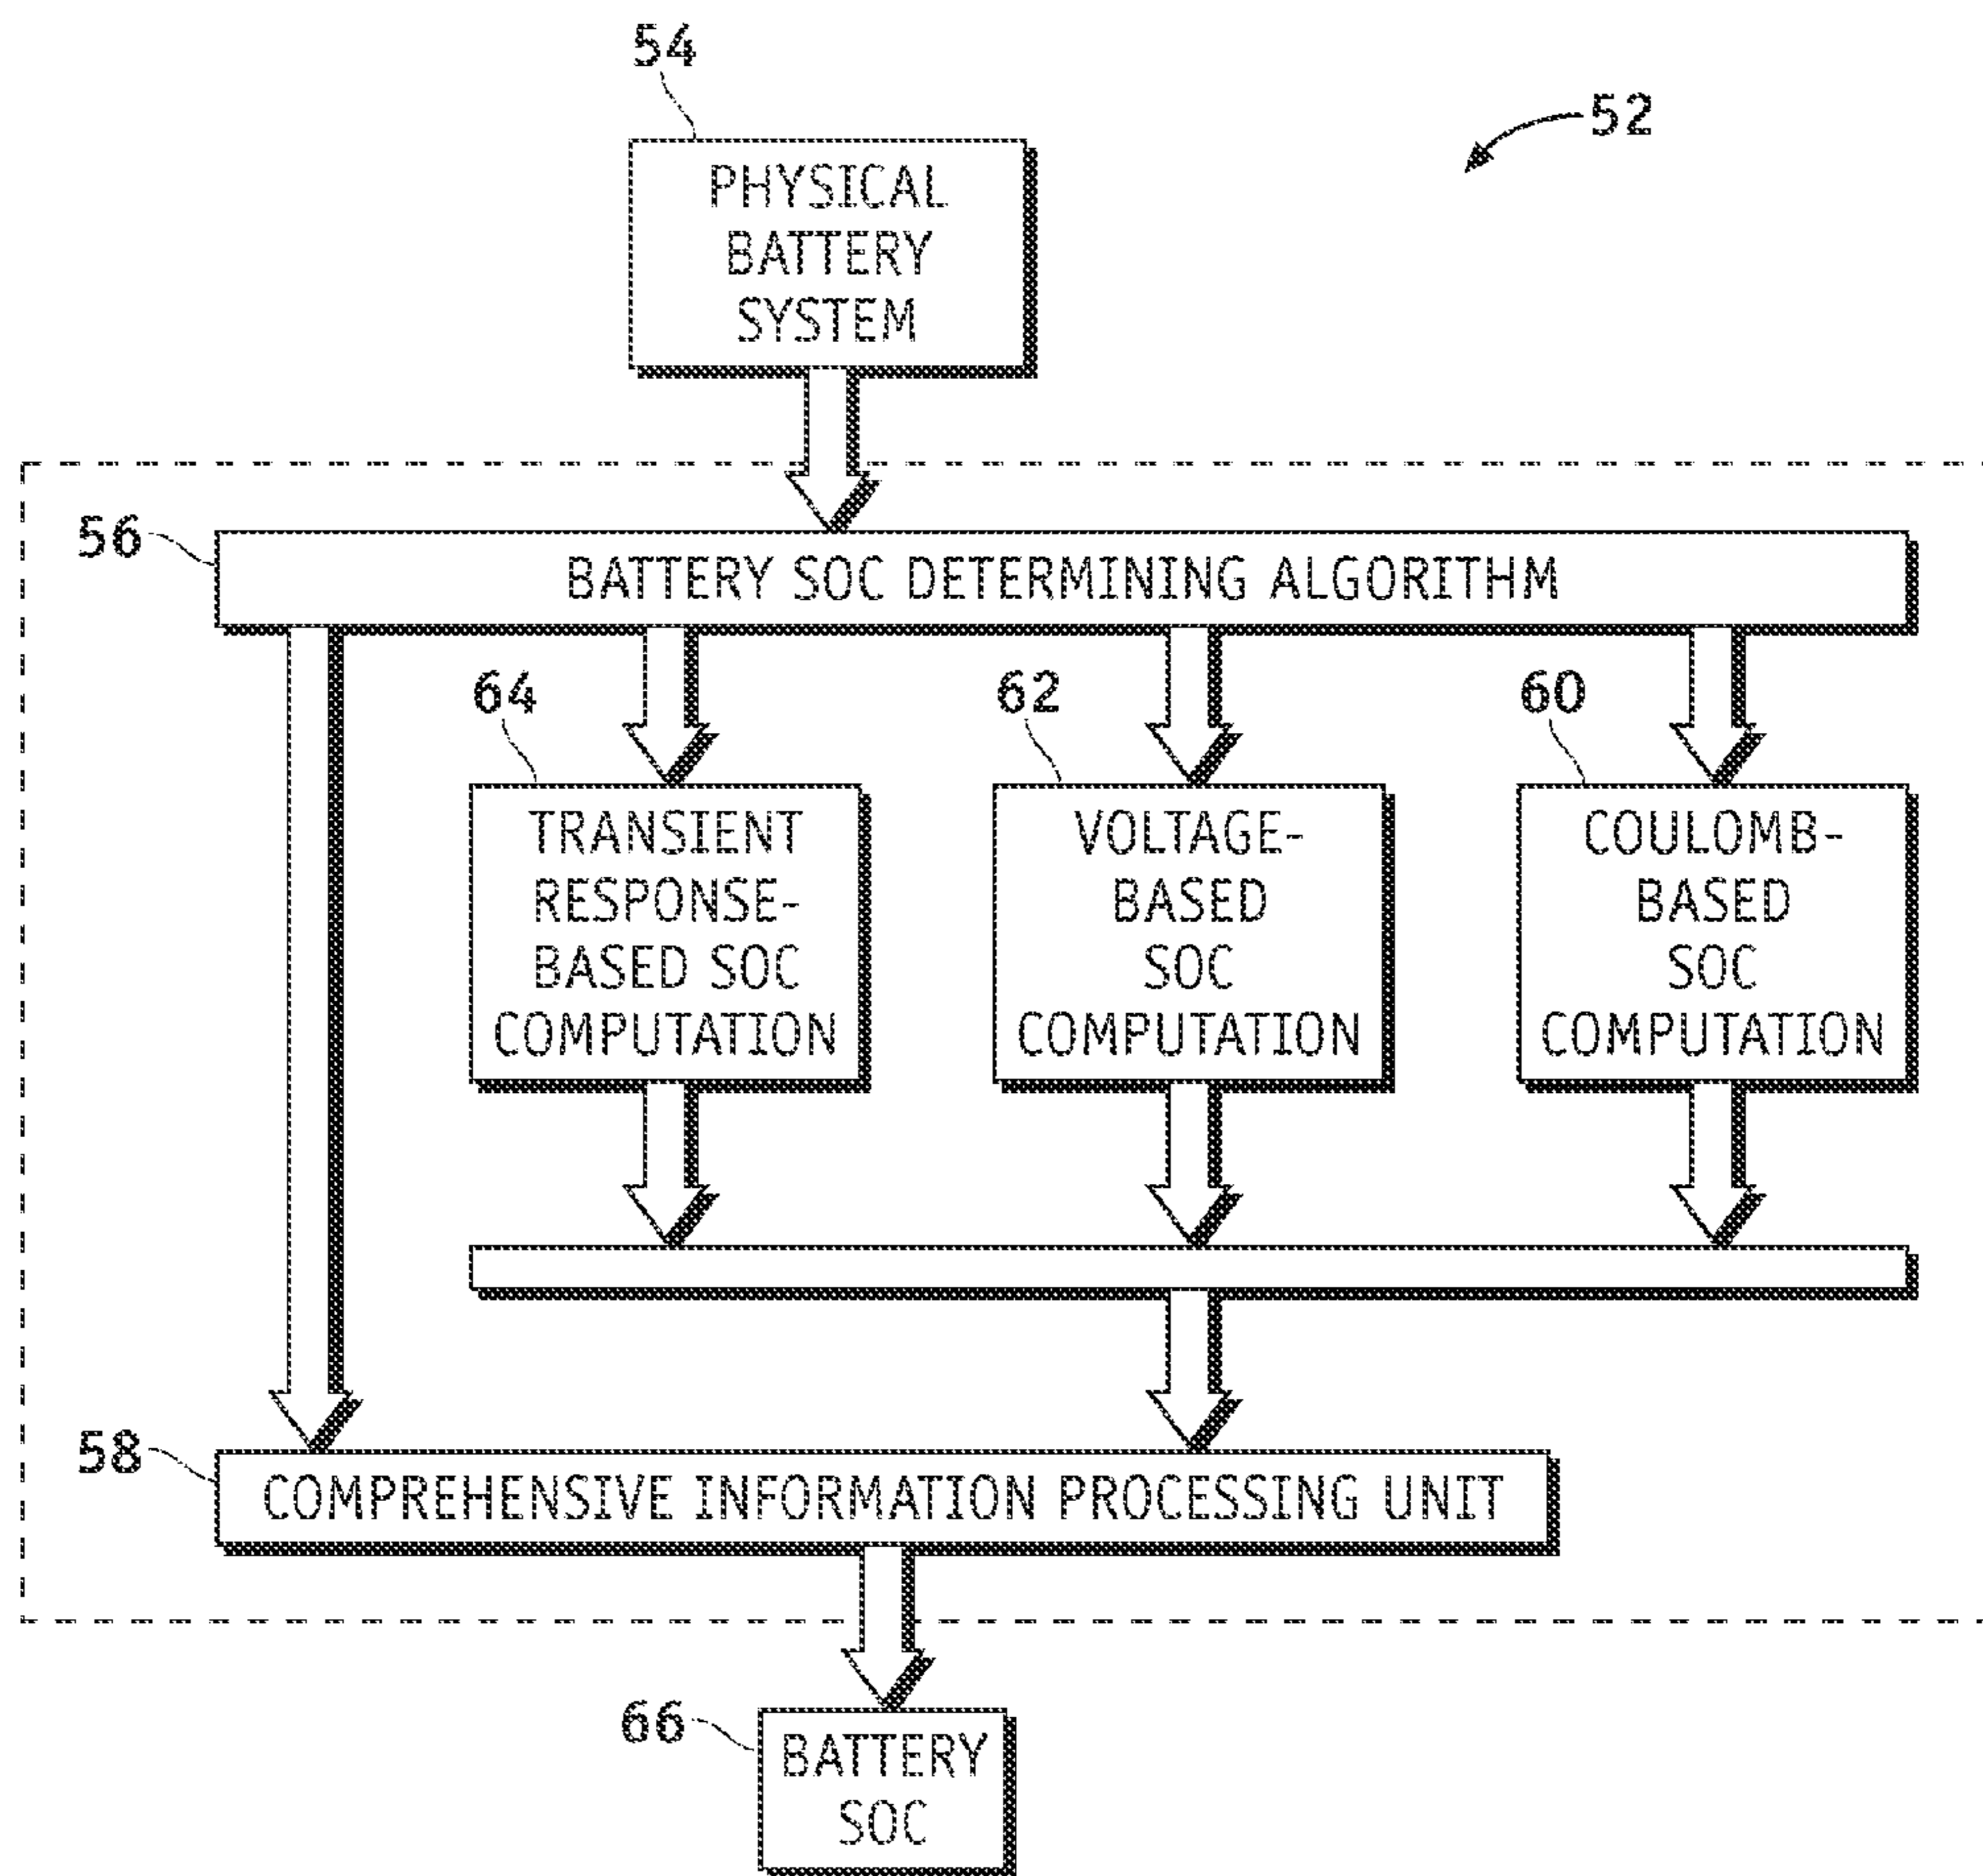 54
52
PHYSICAL
BATTERY
SYSTEM
56
BATTERY SOC DETERMINING ALGORITHM
64
62
60
TRANSIENT
RESPONSE-
BASED SOC
COMPUTATION
VOLTAGE-
BASED
SOC
COMPUTATION
COULOMB-
BASED
SOC
COMPUTATION
58
COMPREHENSIVE INFORMATION PROCESSING UNIT
66
BATTERY
SOC